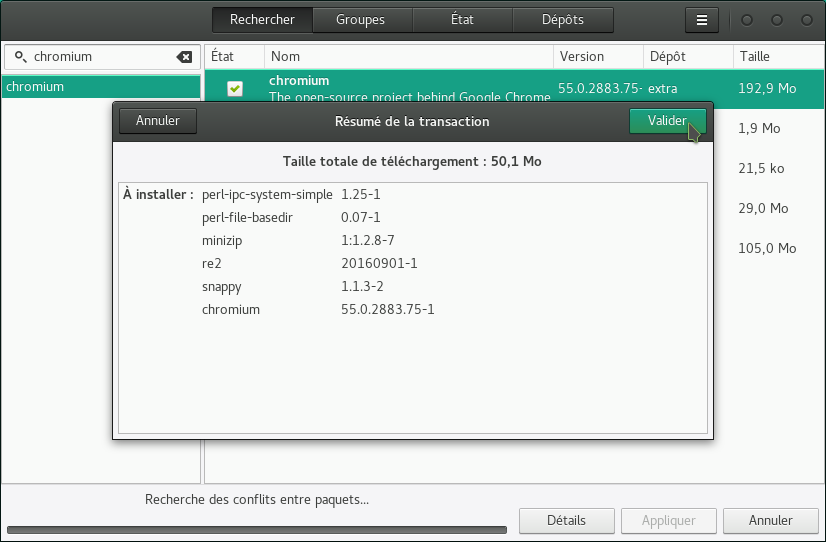 Rechercher Groupes État Dépôts
chromium
État Nom Version Dépôt Taille
chromium
chromium
The open-source project behind Google Chrome
55.0.2883.75- extra 192,9 Mo
1,9 Mo
21,5 ko
29,0 Mo
105,0 Mo
Annuler Résumé de la transaction Valider
Taille totale de téléchargement : 50,1 Mo
À installer : perl-ipc-system-simple 1.25-1
perl-file-basedir 0.07-1
minizip 1:1.2.8-7
re2 20160901-1
snappy 1.1.3-2
chromium 55.0.2883.75-1
Recherche des conflits entre paquets...
Détails Appliquer Annuler